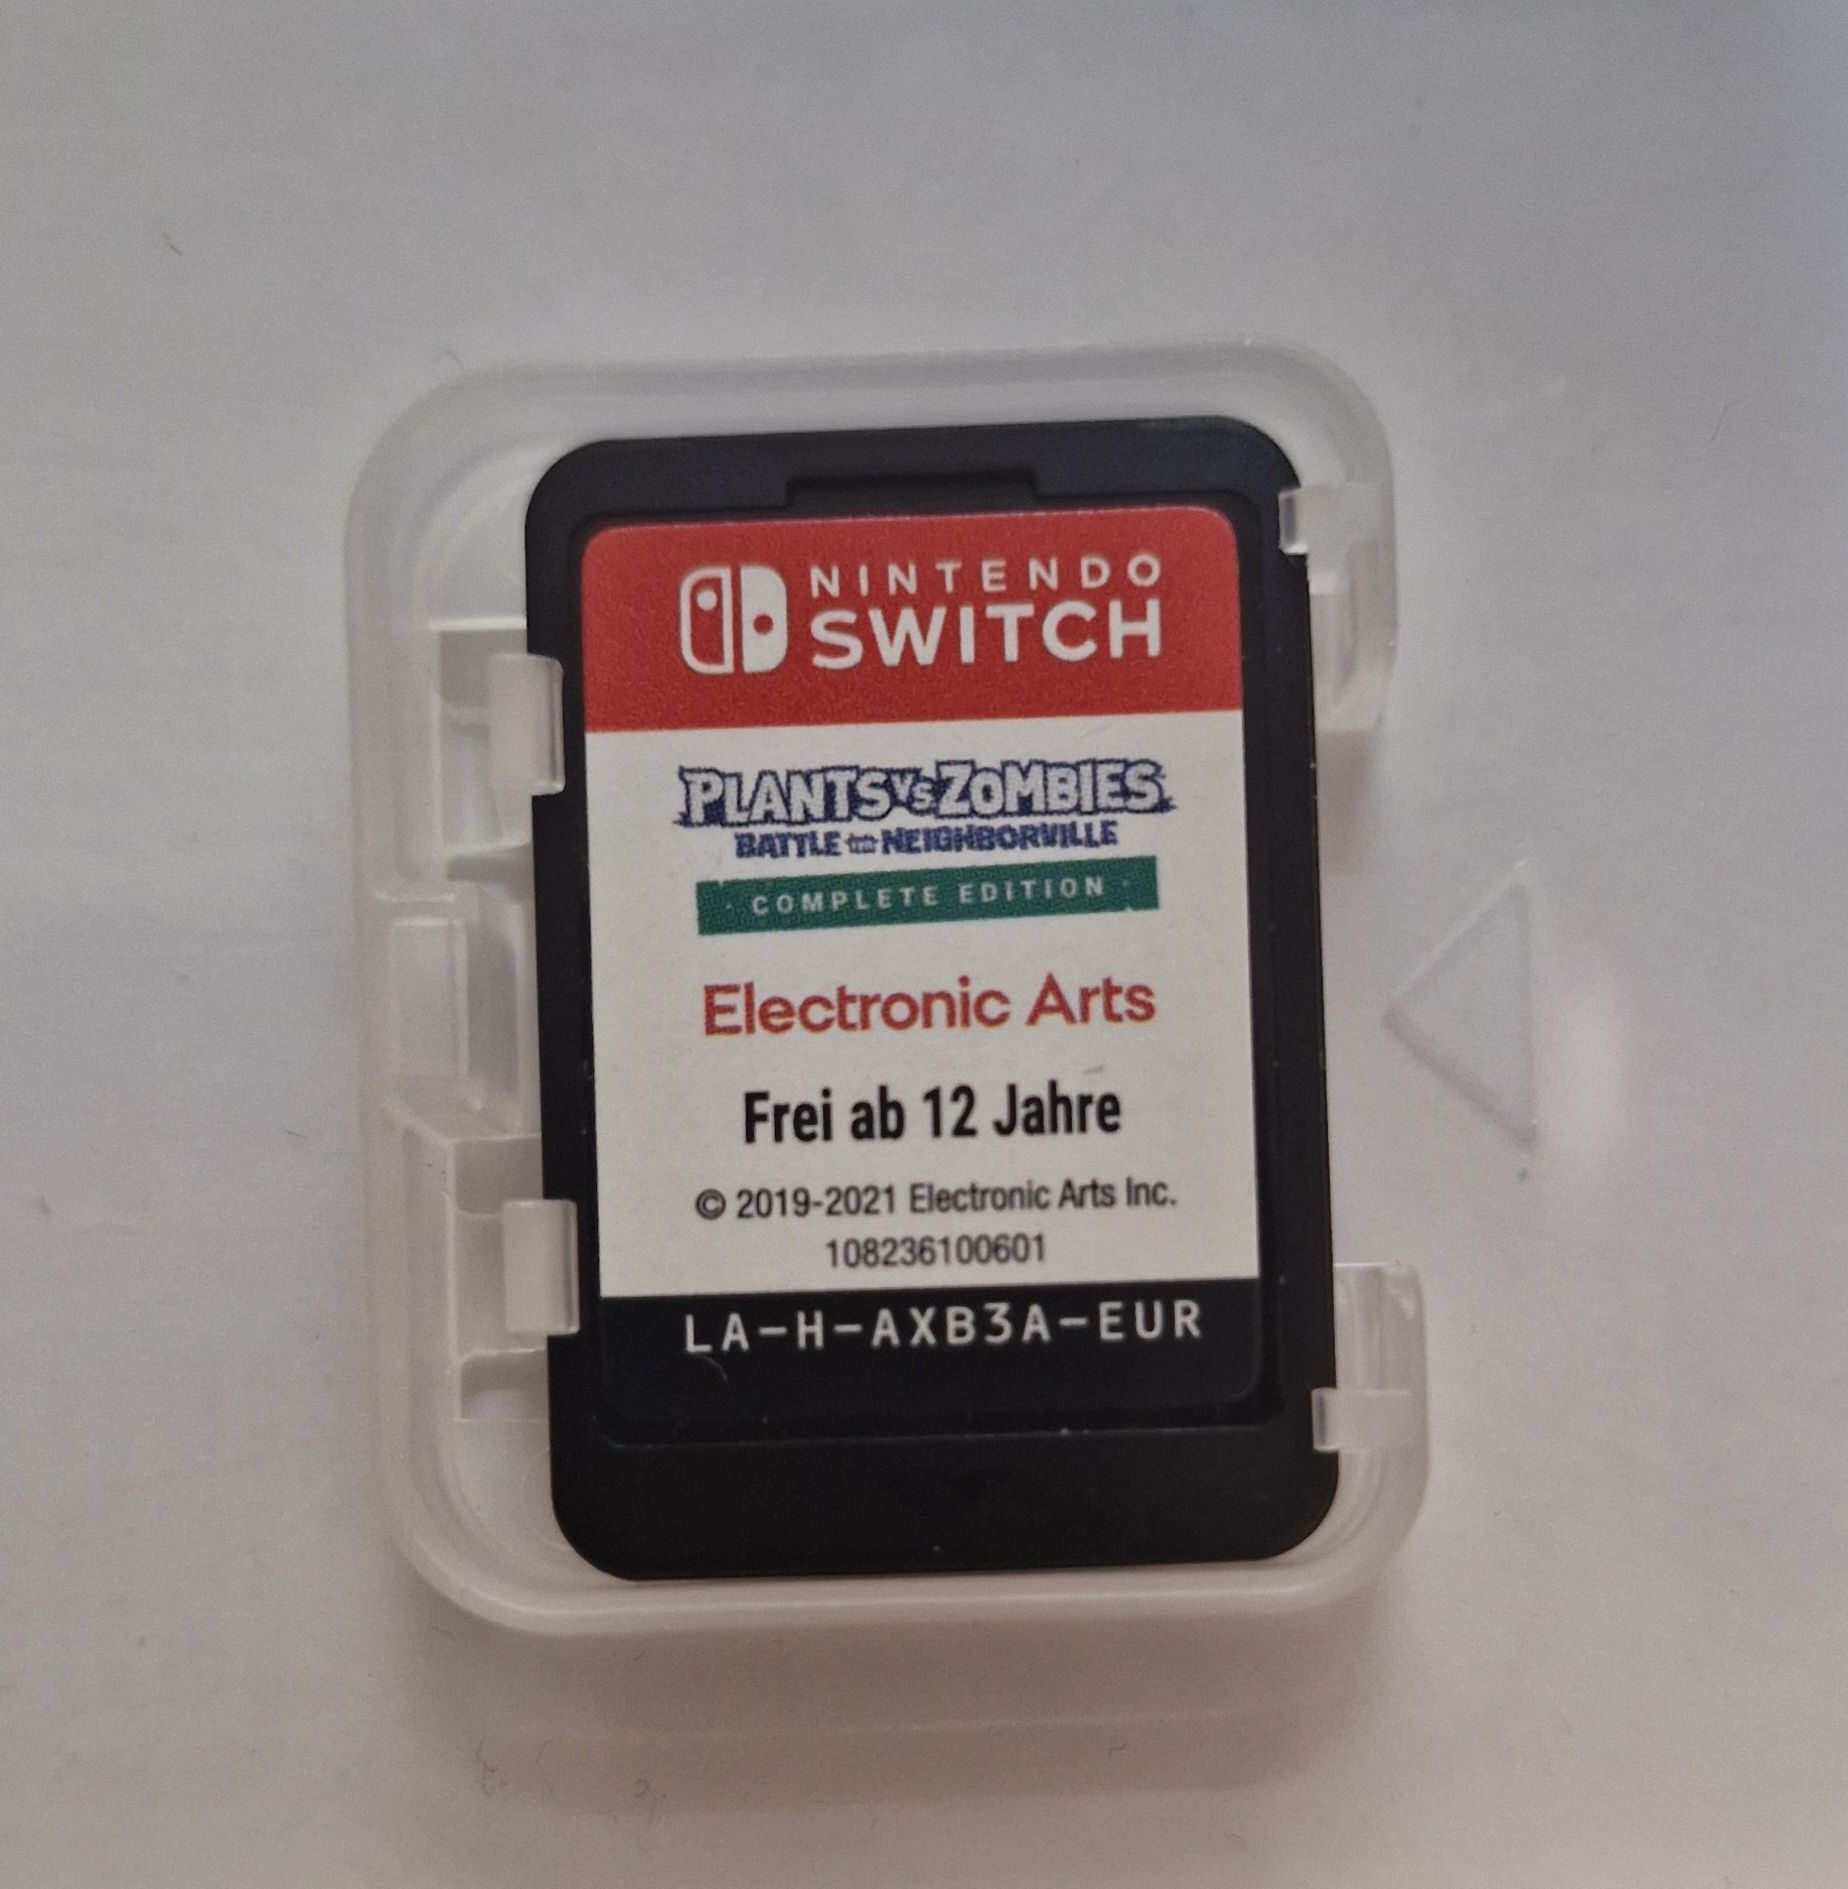 NINTENDO
SWITCH
PLANTS vs ZOMBIES
BATTLE for NEIGHBORVILLE
· COMPLETE EDITION ·
Electronic Arts
Frei ab 12 Jahre
© 2019-2021 Electronic Arts Inc.
108236100601
LA-H-AXB3A-EUR